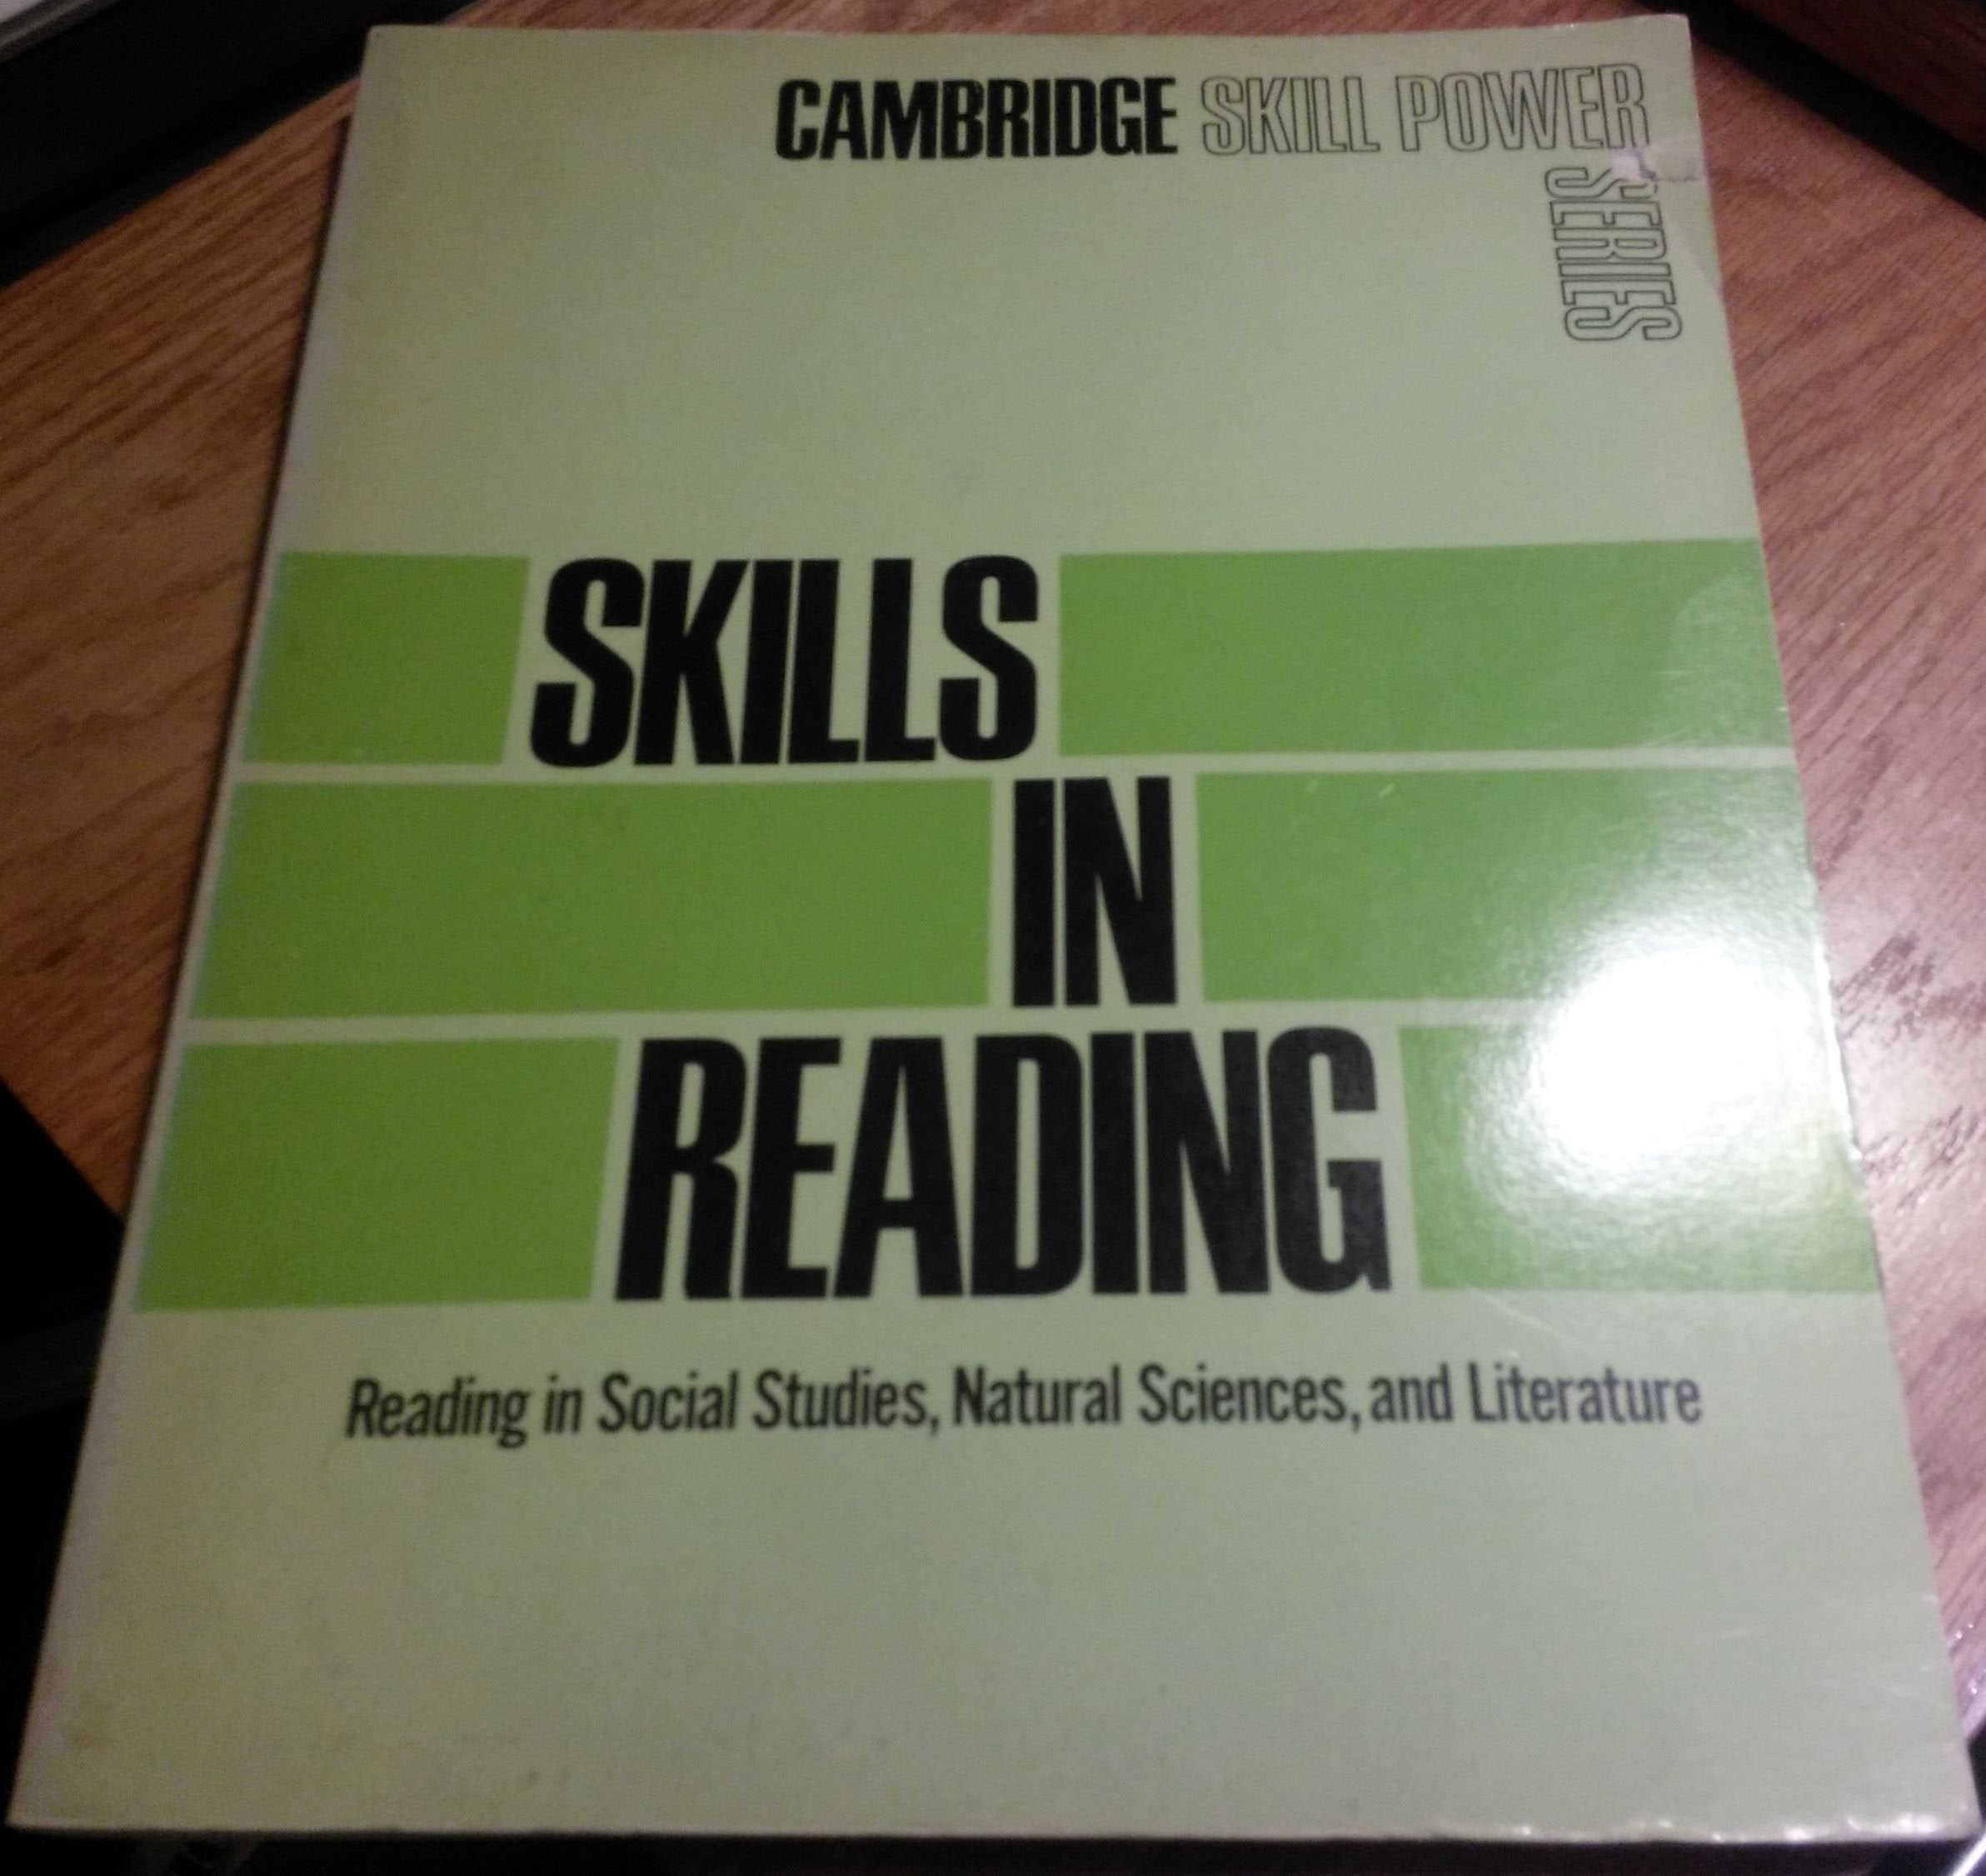 CAMBRIDGE SKILL POWER
SERIES
SKILLS
IN
READING
Reading in Social Studies, Natural Sciences, and Literature